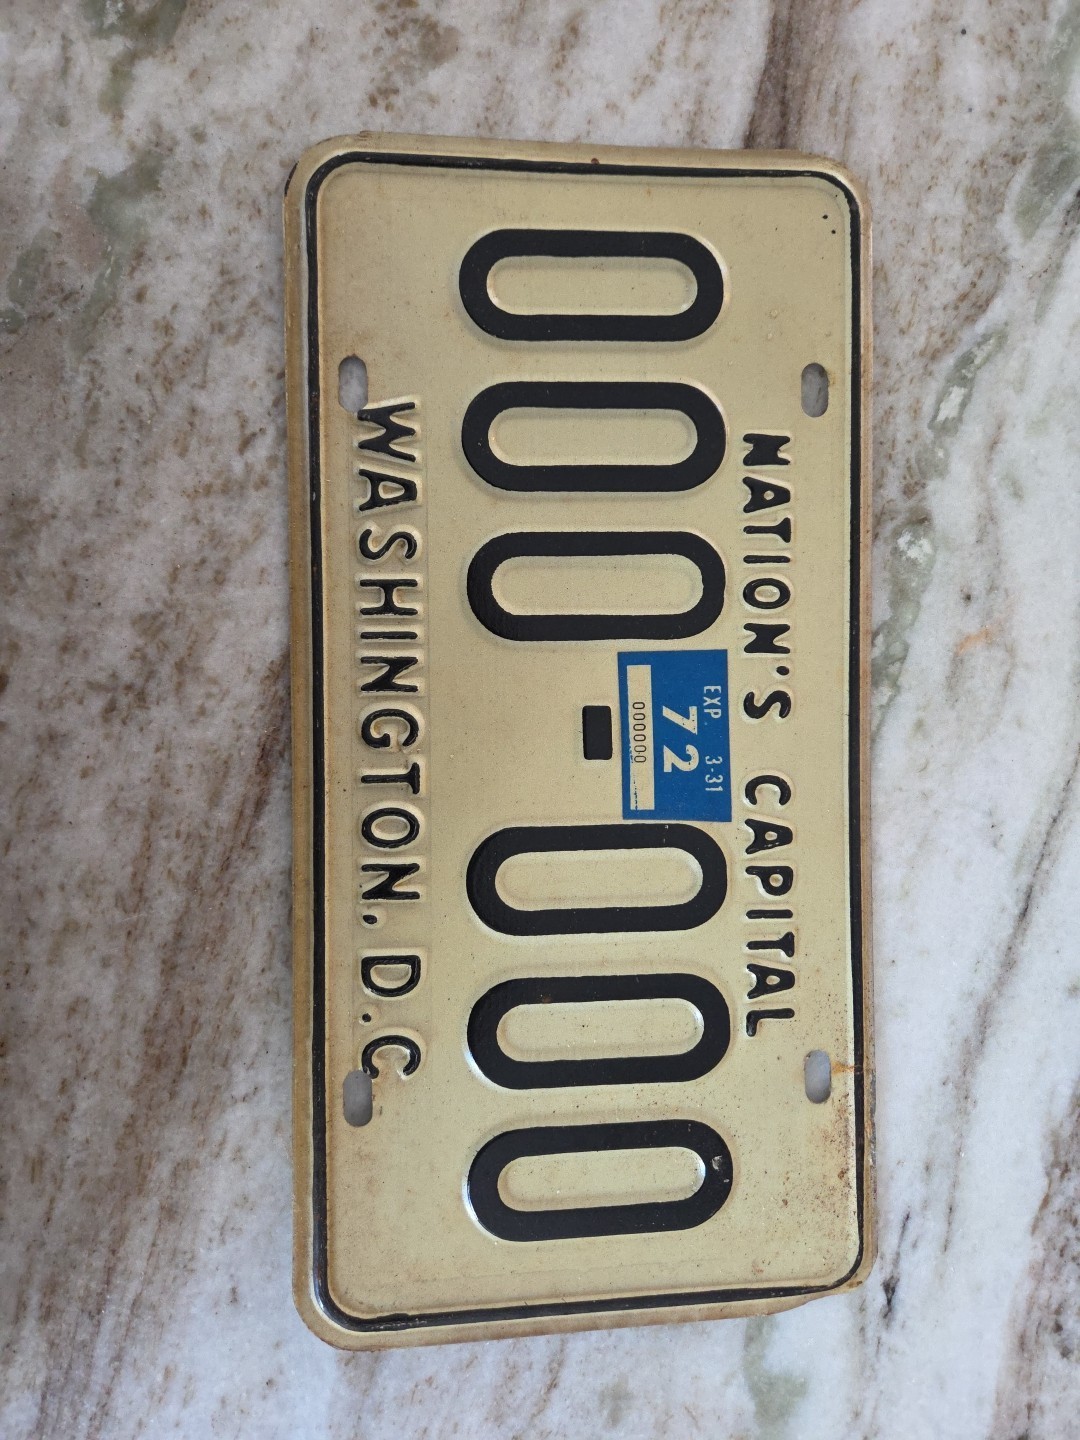 NATION'S CAPITAL
EXP 3-31
72
000000
000-000
WASHINGTON, D.C